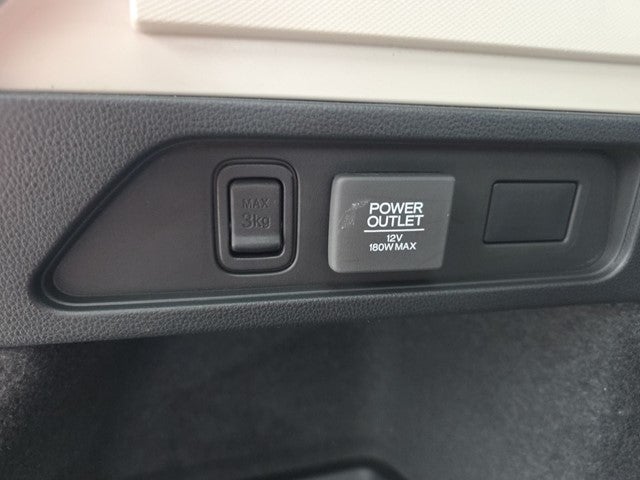 MAX
3kg
POWER
OUTLET
12V
180W MAX